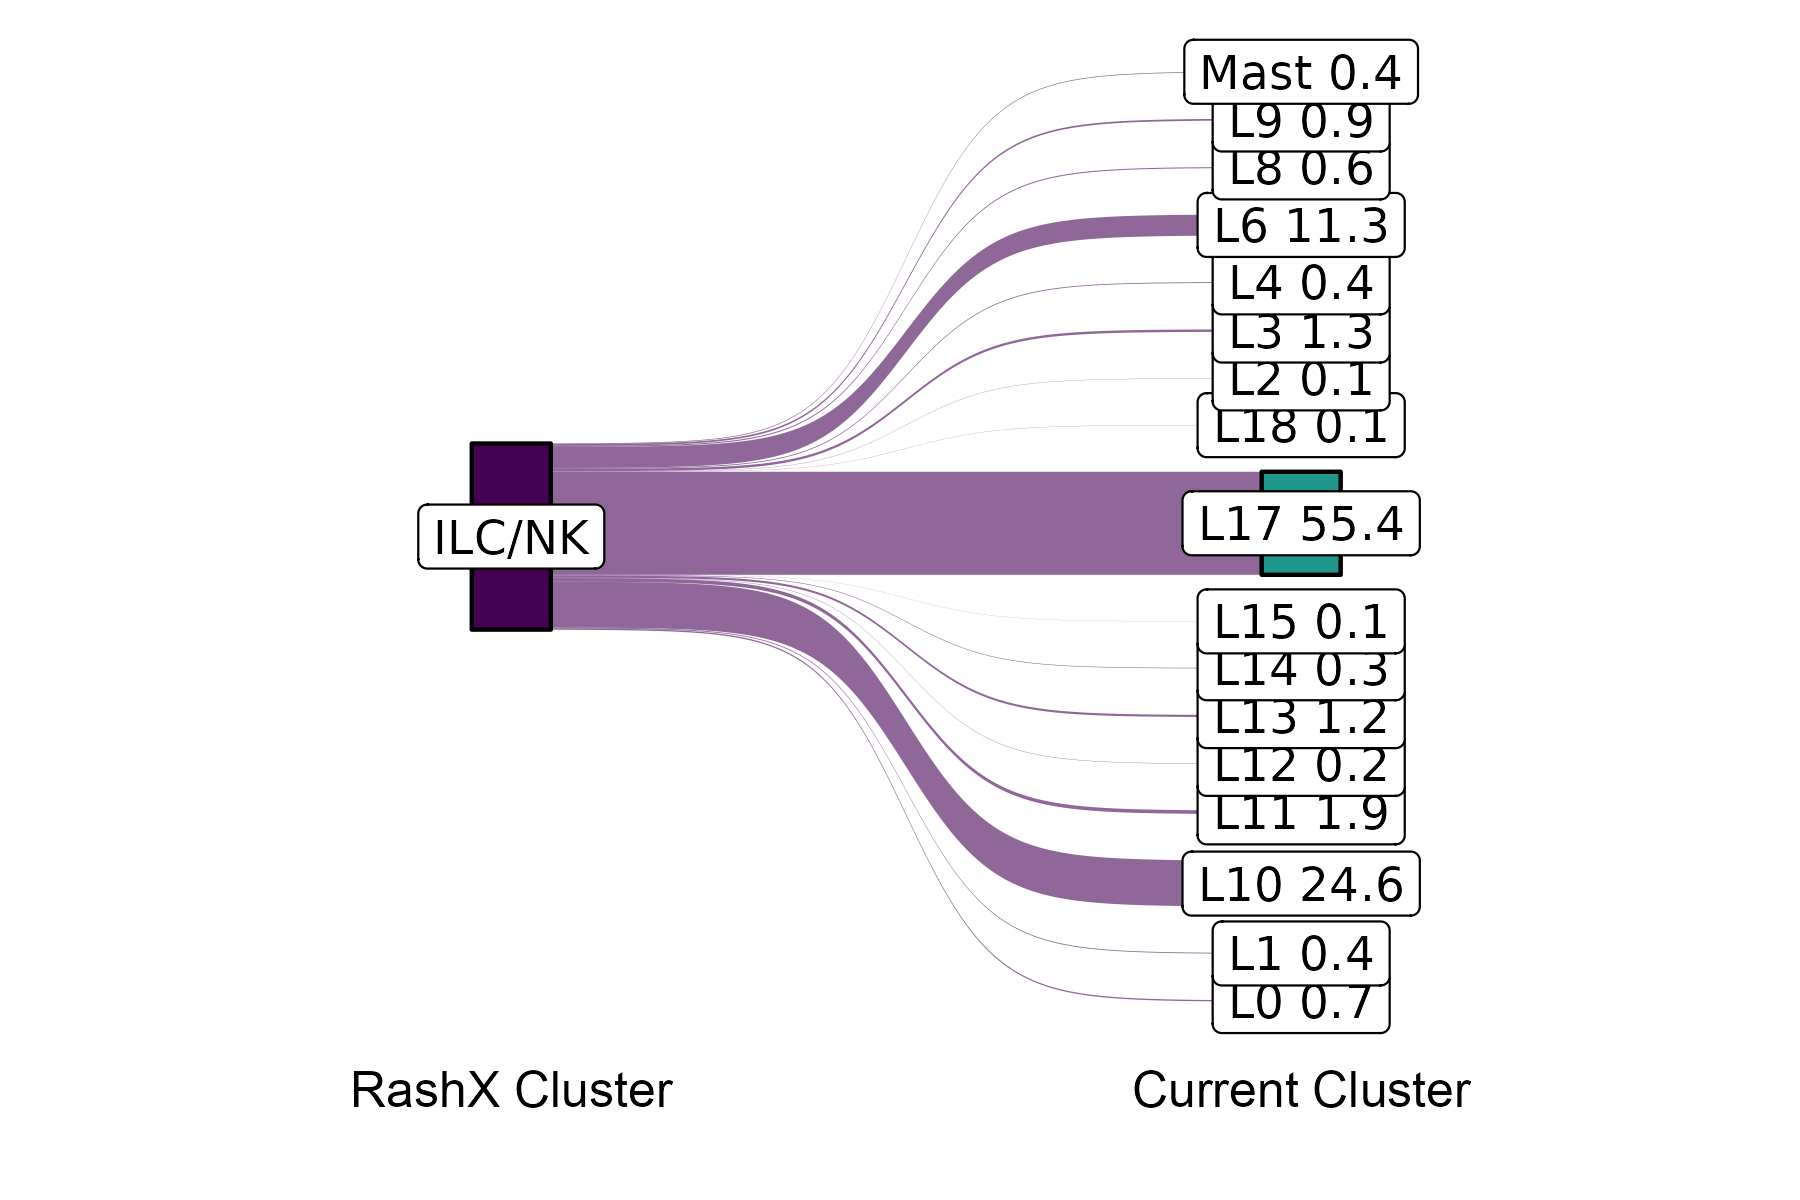 Mast 0.4
L9 0.9
L8 0.6
L6 11.3
L4 0.4
L3 1.3
L2 0.1
L18 0.1
ILC/NK
L17 55.4
L15 0.1
L14 0.3
L13 1.2
L12 0.2
L11 1.9
L10 24.6
L1 0.4
L0 0.7
RashX Cluster
Current Cluster